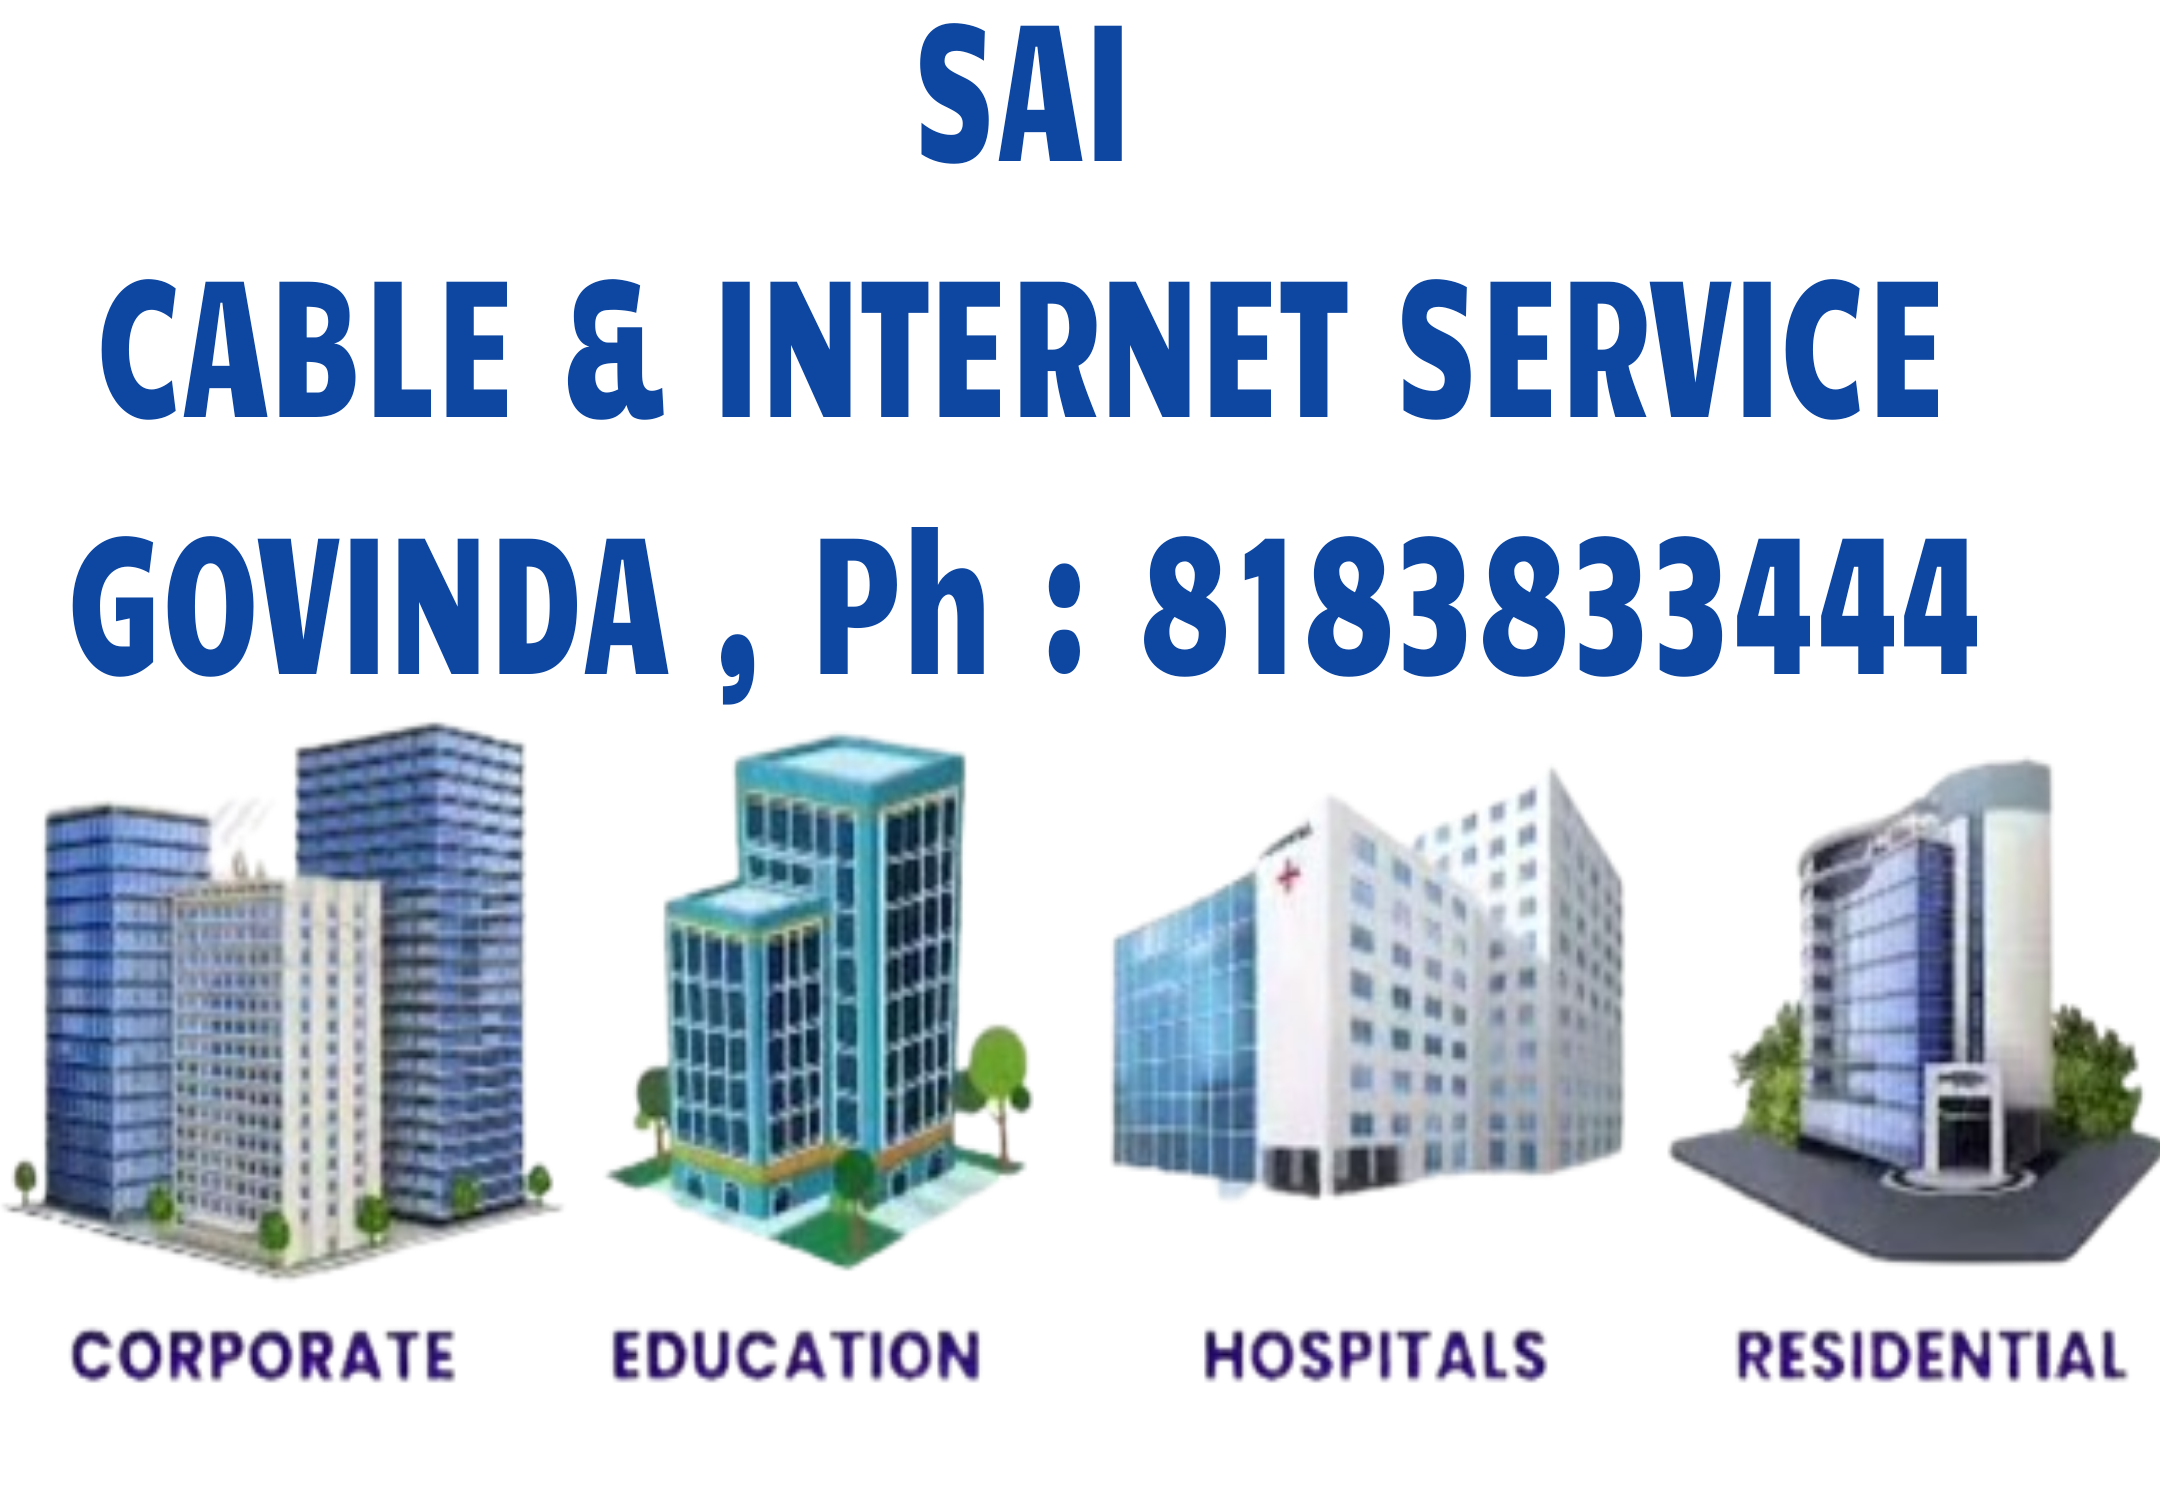 SAI
CABLE & INTERNET SERVICE
GOVINDA , Ph : 8183833444
CORPORATE EDUCATION HOSPITALS RESIDENTIAL